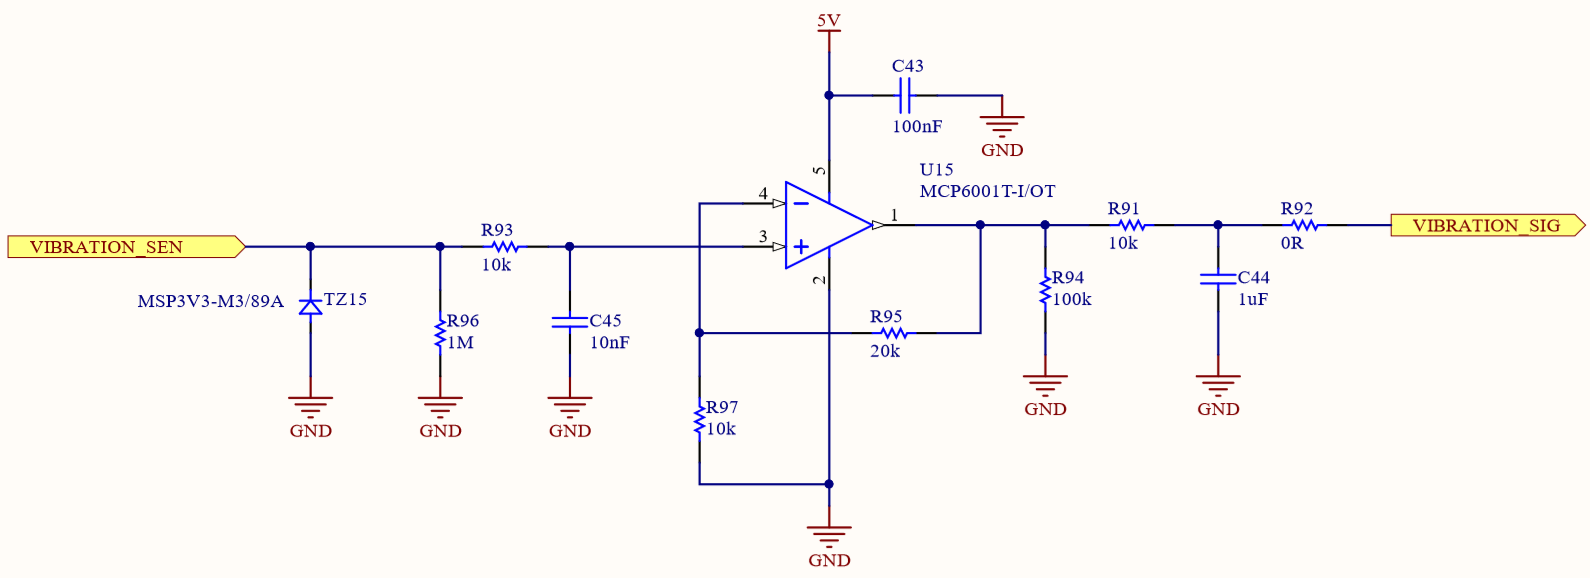 5V
C43
100nF
GND
U15
MCP6001T-I/OT
5
4
3
1
2
VIBRATION_SEN
R93
10k
MSP3V3-M3/89A
TZ15
R96
1M
C45
10nF
GND
GND
GND
R95
20k
R97
10k
GND
R91
10k
R92
0R
VIBRATION_SIG
R94
100k
C44
1uF
GND
GND